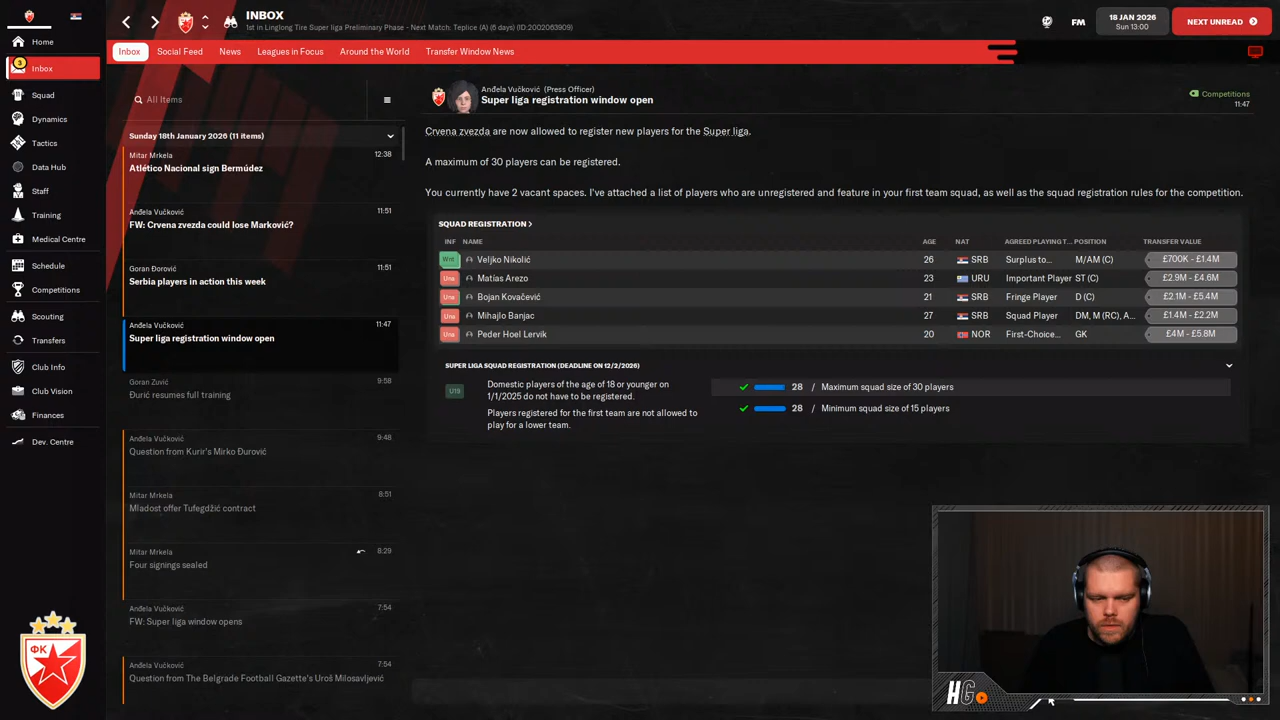 INBOX
1st in Linglong Tire Super liga Preliminary Phase - Next Match: Teplice (A) (6 days) (ID:2002063909)
FM
18 JAN 2026
Sun 13:00
NEXT UNREAD
Home
3
Inbox
Squad
Dynamics
Tactics
Data Hub
Staff
Training
Medical Centre
Schedule
Competitions
Scouting
Transfers
Club Info
Club Vision
Finances
Dev. Centre
ФК
Inbox
Social Feed
News
Leagues in Focus
Around the World
Transfer Window News
All Items
Sunday 18th January 2026 (11 items)
Mitar Mrkela 12:38
Atlético Nacional sign Bermúdez
Anđela Vučković 11:51
FW: Crvena zvezda could lose Marković?
Goran Đorović 11:51
Serbia players in action this week
Anđela Vučković 11:47
Super liga registration window open
Goran Zuvić 9:58
Đurić resumes full training
Anđela Vučković 9:48
Question from Kurir's Mirko Đurović
Mitar Mrkela 8:51
Mladost offer Tufegdžić contract
Mitar Mrkela 8:29
Four signings sealed
Anđela Vučković 7:54
FW: Super liga window opens
Anđela Vučković 7:54
Question from The Belgrade Football Gazette's Uroš Milosavljević
Anđela Vučković (Press Officer)
Super liga registration window open
Competitions
11:47
Crvena zvezda are now allowed to register new players for the Super liga.
A maximum of 30 players can be registered.
You currently have 2 vacant spaces. I've attached a list of players who are unregistered and feature in your first team squad, as well as the squad registration rules for the competition.
SQUAD REGISTRATION >
INF NAME AGE NAT AGREED PLAYING T... POSITION TRANSFER VALUE
Wnt Veljko Nikolić 26 SRB Surplus to... M/AM (C) £700K - £1.4M
Une Matías Arezo 23 URU Important Player ST (C) £2.9M - £4.6M
Une Bojan Kovačević 21 SRB Fringe Player D (C) £2.1M - £5.4M
Une Mihajlo Banjac 27 SRB Squad Player DM, M (RC), A... £1.4M - £2.2M
Une Peder Hoel Lervik 20 NOR First-Choice... GK £4M - £5.8M
SUPER LIGA SQUAD REGISTRATION (DEADLINE ON 12/2/2026)
U19
Domestic players of the age of 18 or younger on
1/1/2025 do not have to be registered.
Players registered for the first team are not allowed to
play for a lower team.
28 / Maximum squad size of 30 players
28 / Minimum squad size of 15 players
HG